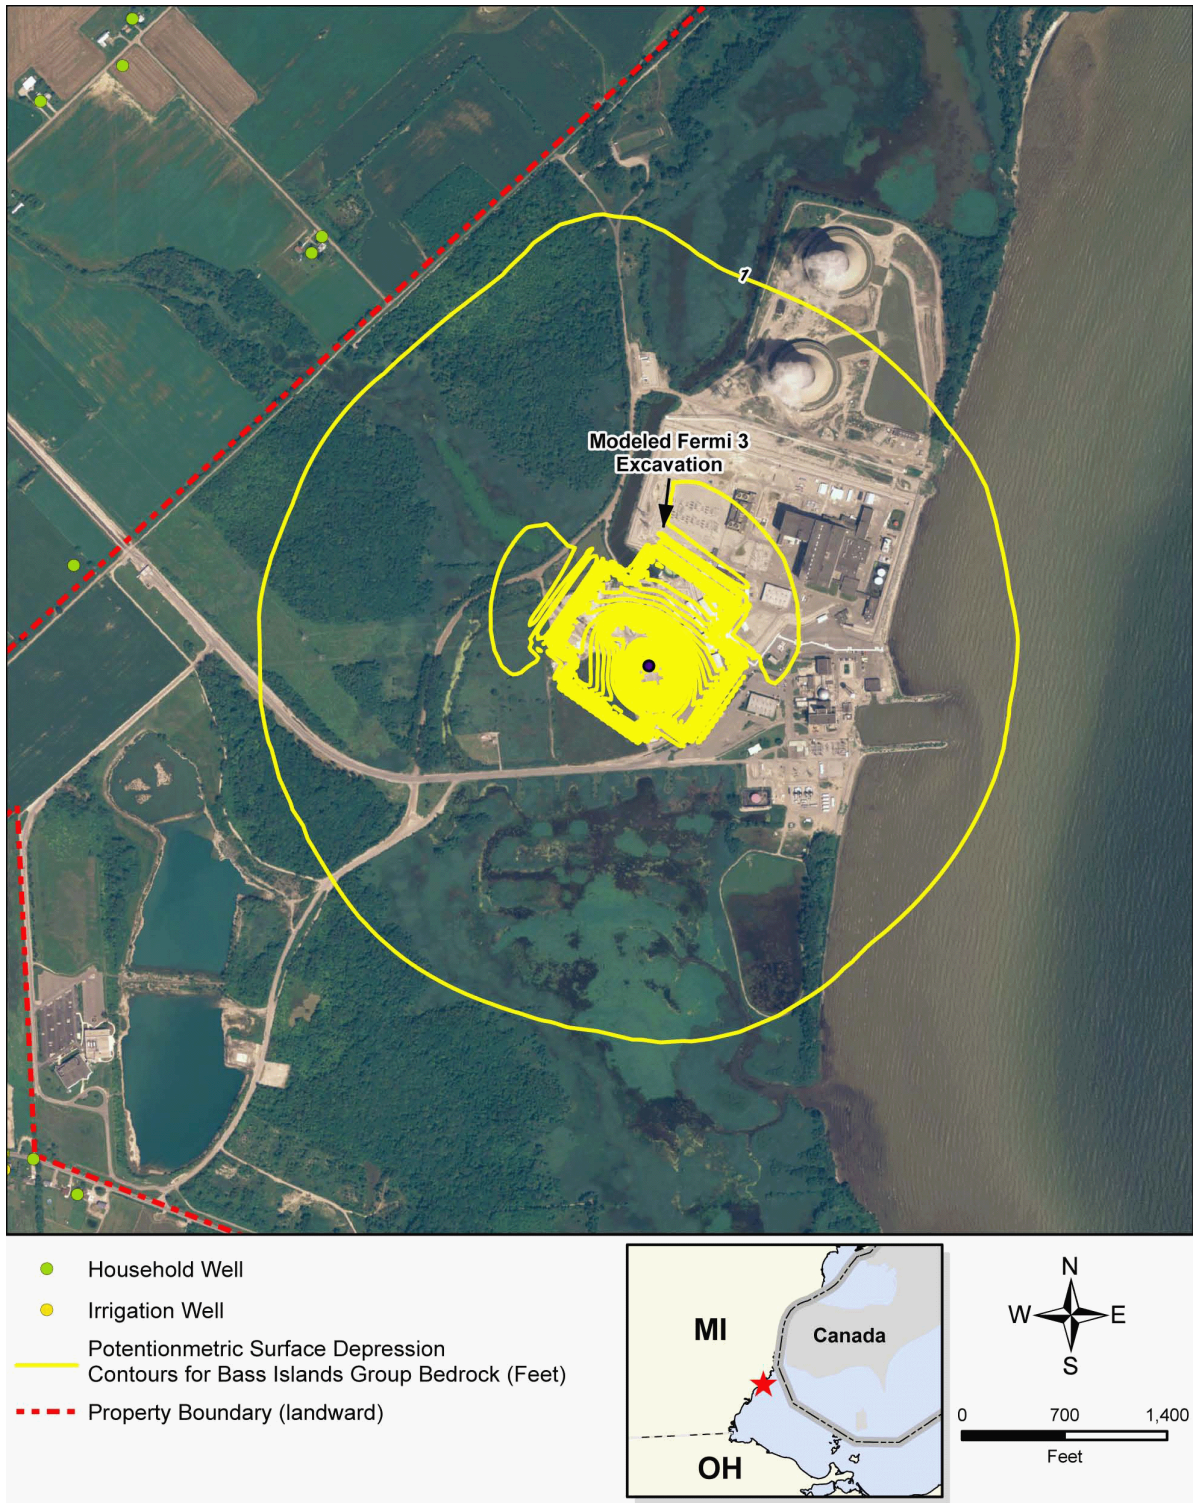 1
Modeled Fermi 3
Excavation
Household Well
Irrigation Well
Potentionmetric Surface Depression
Contours for Bass Islands Group Bedrock (Feet)
Property Boundary (landward)
MI
Canada
OH
N
W E
S
0 700 1,400
Feet